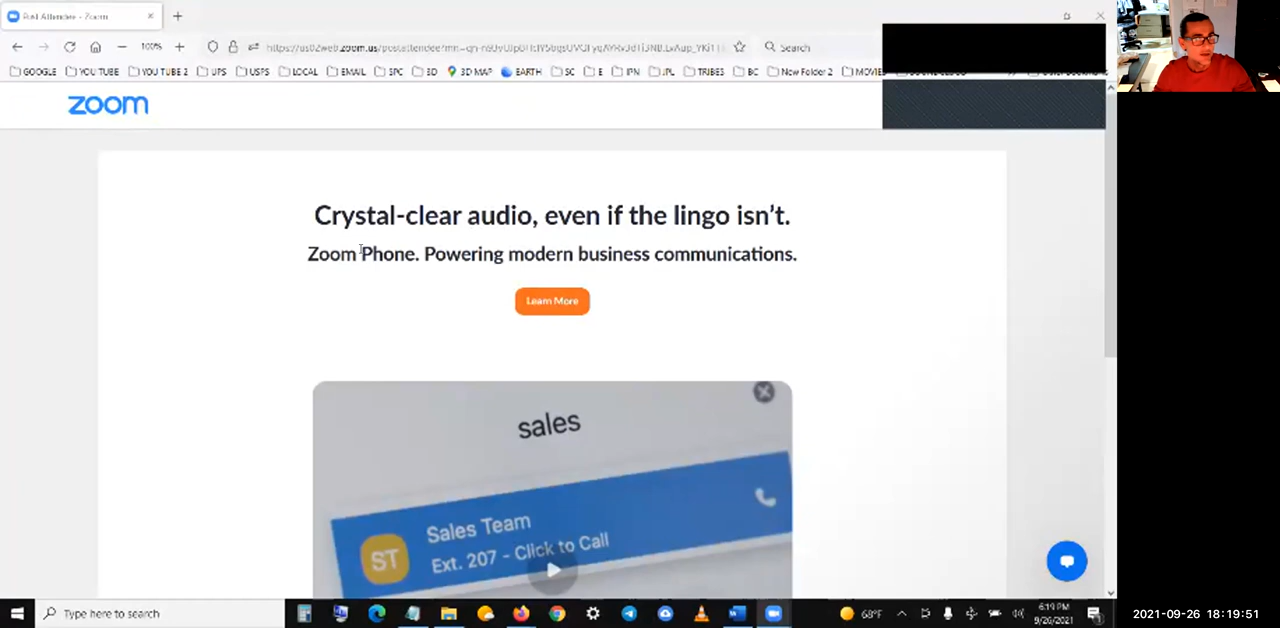 Post Attendee - Zoom
100%
Search
GOOGLE YOU TUBE YOU TUBE 2 UPS USPS LOCAL EMAIL SPC 3D 3D MAP EARTH SC E IPN JPL TRIBES BC New Folder 2 MOVIES
zoom
Crystal-clear audio, even if the lingo isn't.
Zoom Phone. Powering modern business communications.
Learn More
sales
ST
Sales Team
Ext. 207 - Click to Call
Type here to search
68°F
6:19 PM
9/26/2021
2021-09-26 18:19:51